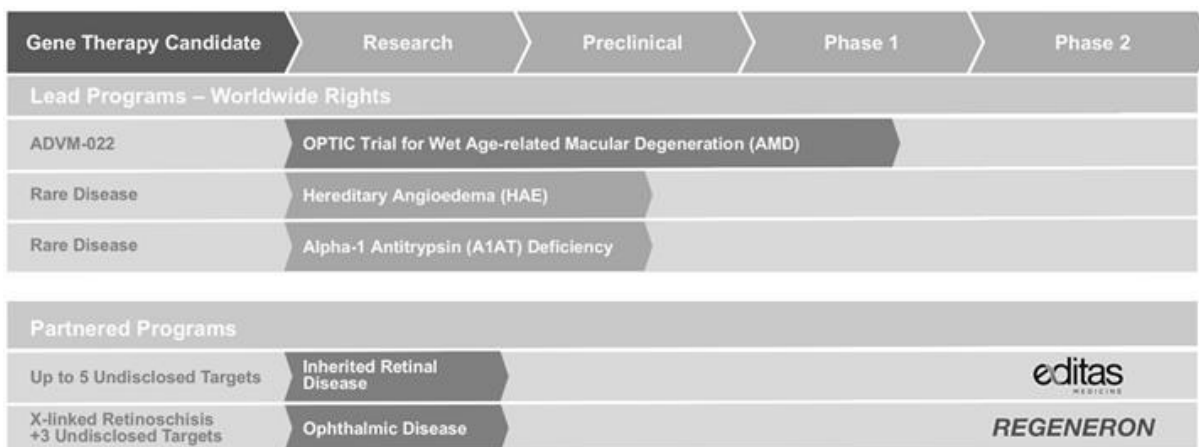 Gene Therapy Candidate Research Preclinical Phase 1 Phase 2
Lead Programs – Worldwide Rights
ADVM-022 OPTIC Trial for Wet Age-related Macular Degeneration (AMD)
Rare Disease Hereditary Angioedema (HAE)
Rare Disease Alpha-1 Antitrypsin (A1AT) Deficiency
Partnered Programs
Up to 5 Undisclosed Targets
Inherited Retinal
Disease
editas
MEDICINE
X-linked Retinoschisis
+3 Undisclosed Targets
Ophthalmic Disease
REGENERON